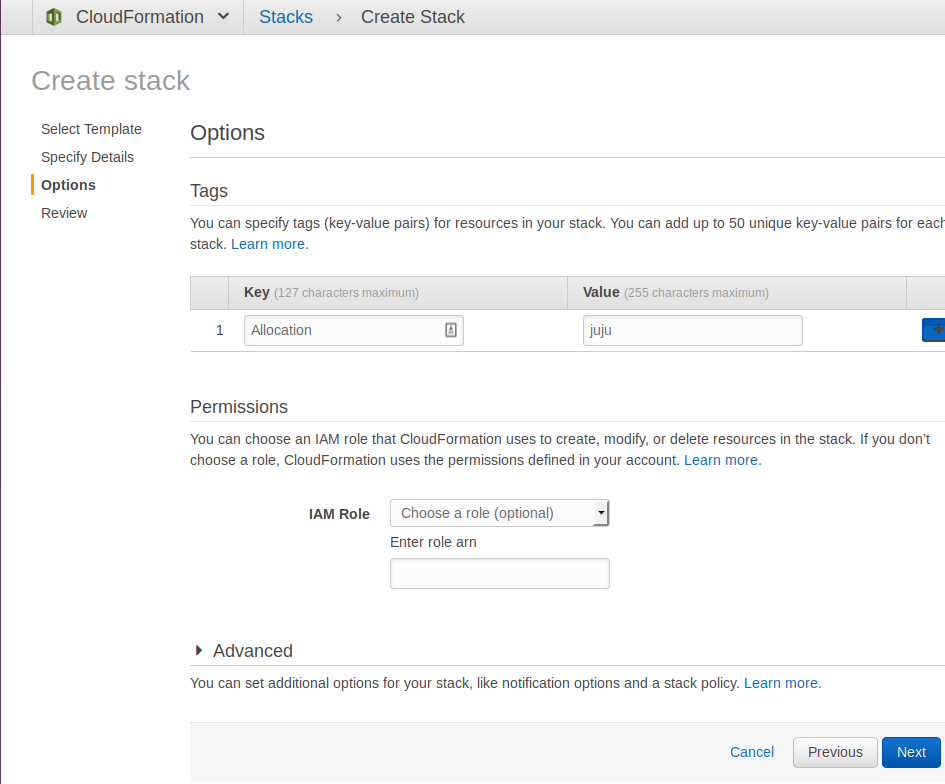 CloudFormation Stacks › Create Stack
Create stack
Select Template
Specify Details
Options
Review
Options
Tags
You can specify tags (key-value pairs) for resources in your stack. You can add up to 50 unique key-value pairs for each
stack. Learn more.
Key (127 characters maximum) Value (255 characters maximum)
1 Allocation juju
Permissions
You can choose an IAM role that CloudFormation uses to create, modify, or delete resources in the stack. If you don't
choose a role, CloudFormation uses the permissions defined in your account. Learn more.
IAM Role Choose a role (optional)
Enter role arn
Advanced
You can set additional options for your stack, like notification options and a stack policy. Learn more.
Cancel Previous Next